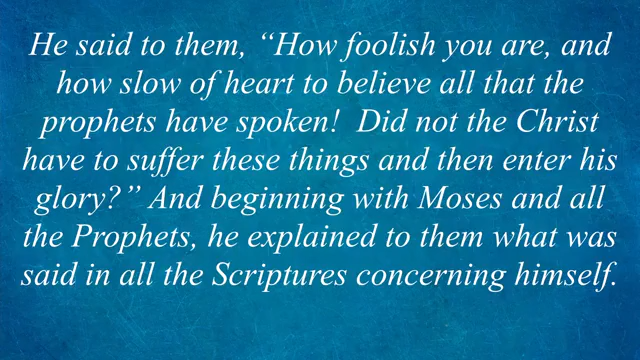 He said to them, “How foolish you are, and
how slow of heart to believe all that the
prophets have spoken!  Did not the Christ
have to suffer these things and then enter his
glory?” And beginning with Moses and all
the Prophets, he explained to them what was
said in all the Scriptures concerning himself.